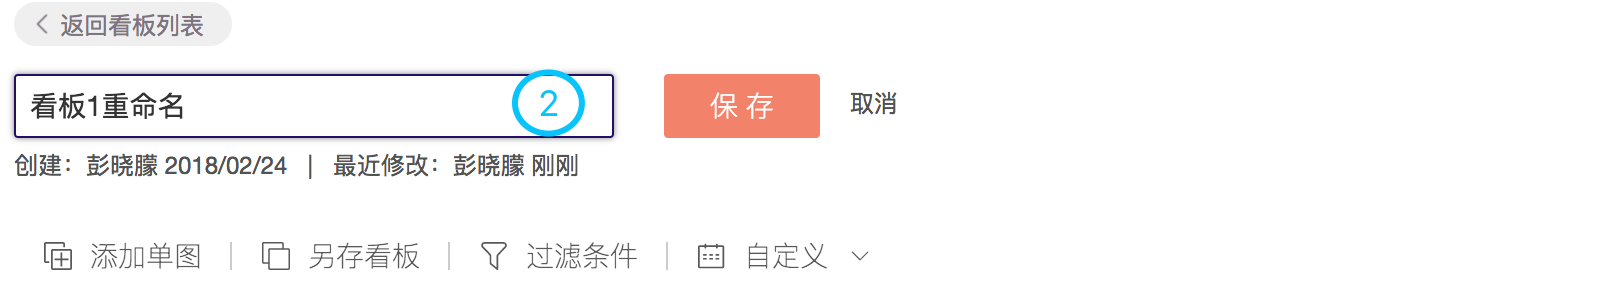 返回看板列表
看板1重命名 2 保存 取消
创建：彭晓朦 2018/02/24 | 最近修改：彭晓朦 刚刚
添加单图 | 另存看板 | 过滤条件 | 自定义